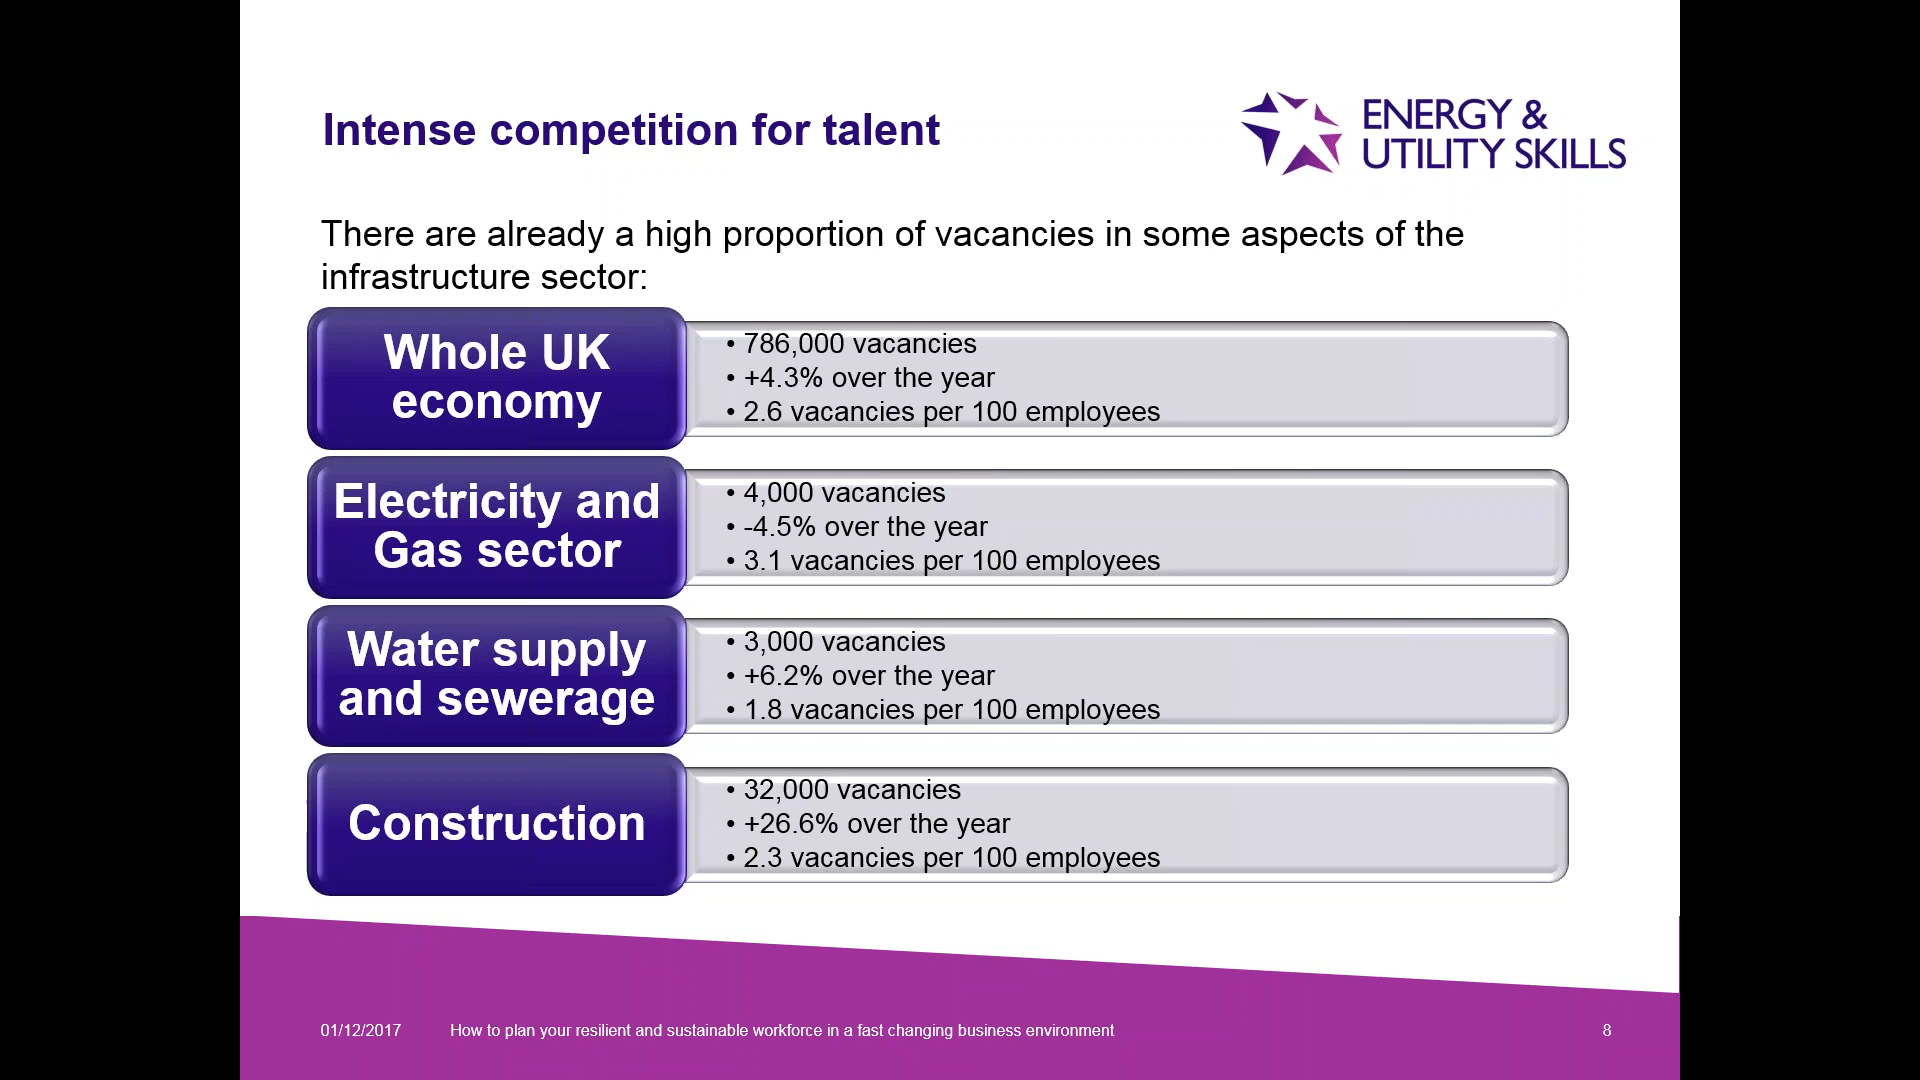 Intense competition for talent
ENERGY &
UTILITY SKILLS
There are already a high proportion of vacancies in some aspects of the
infrastructure sector:
Whole UK
economy
• 786,000 vacancies
• +4.3% over the year
• 2.6 vacancies per 100 employees
Electricity and
Gas sector
• 4,000 vacancies
• -4.5% over the year
• 3.1 vacancies per 100 employees
Water supply
and sewerage
• 3,000 vacancies
• +6.2% over the year
• 1.8 vacancies per 100 employees
Construction
• 32,000 vacancies
• +26.6% over the year
• 2.3 vacancies per 100 employees
01/12/2017 How to plan your resilient and sustainable workforce in a fast changing business environment 8